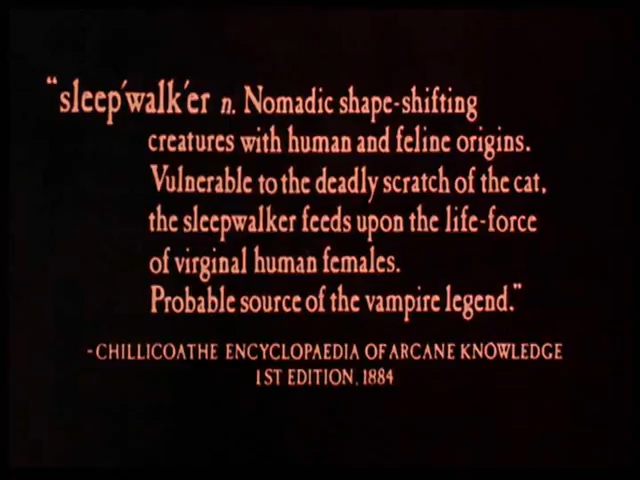 “sleep′walk′er n. Nomadic shape-shifting
creatures with human and feline origins.
Vulnerable to the deadly scratch of the cat,
the sleepwalker feeds upon the life-force
of virginal human females.
Probable source of the vampire legend.”
-CHILLICOATHE ENCYCLOPAEDIA OF ARCANE KNOWLEDGE
1ST EDITION, 1884